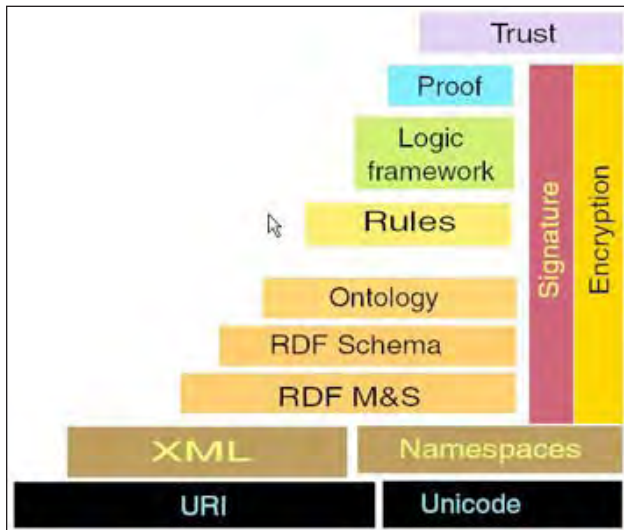 Trust
Proof
Logic
framework
Rules
Ontology
RDF Schema
RDF M&S
Signature
Encryption
XML
Namespaces
URI
Unicode